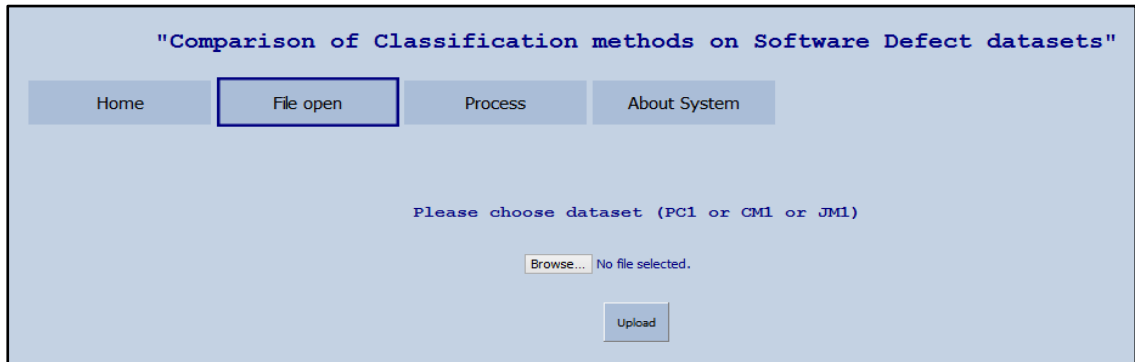 "Comparison of Classification methods on Software Defect datasets"
Home File open Process About System
Please choose dataset (PC1 or CM1 or JM1)
Browse... No file selected.
Upload